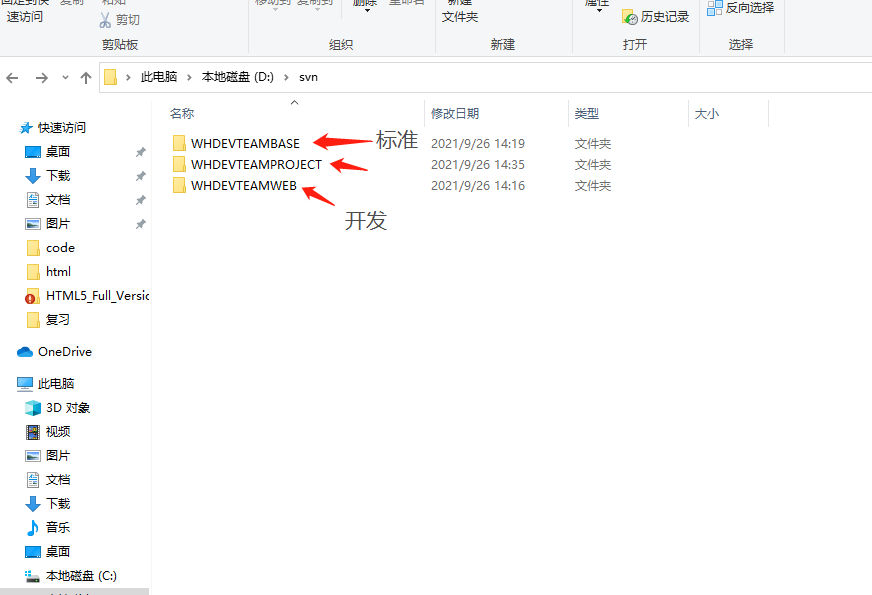 固定到快 复制 粘贴 移动到 复制到 删除 重命名 新建 属性
速访问 剪切 文件夹 历史记录 反向选择
剪贴板 组织 新建 打开 选择
此电脑 本地磁盘 (D:) svn
名称 修改日期 类型 大小
快速访问
桌面
下载
文档
图片
code
html
HTML5_Full_Versic
复习
OneDrive
此电脑
3D 对象
视频
图片
文档
下载
音乐
桌面
本地磁盘 (C:)
WHDEVTEAMBASE 标准 2021/9/26 14:19 文件夹
WHDEVTEAMPROJECT 2021/9/26 14:35 文件夹
WHDEVTEAMWEB 2021/9/26 14:16 文件夹
开发